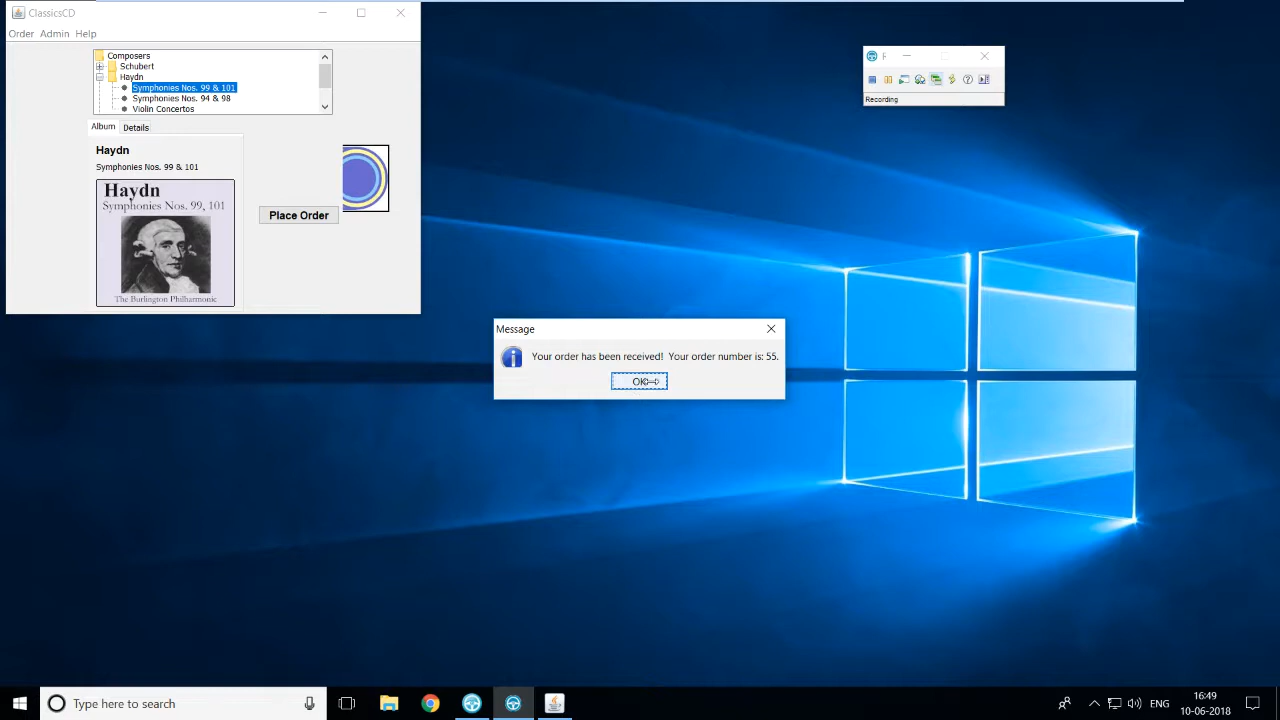 ClassicsCD
Order Admin Help
Composers
Schubert
Haydn
Symphonies Nos. 99 & 101
Symphonies Nos. 94 & 98
Violin Concertos
Album Details
Haydn
Symphonies Nos. 99 & 101
Haydn
Symphonies Nos. 99, 101
The Burlington Philharmonic
Place Order
F
Recording
Message
Your order has been received! Your order number is: 55.
OK
Type here to search
ENG
16:49
10-06-2018